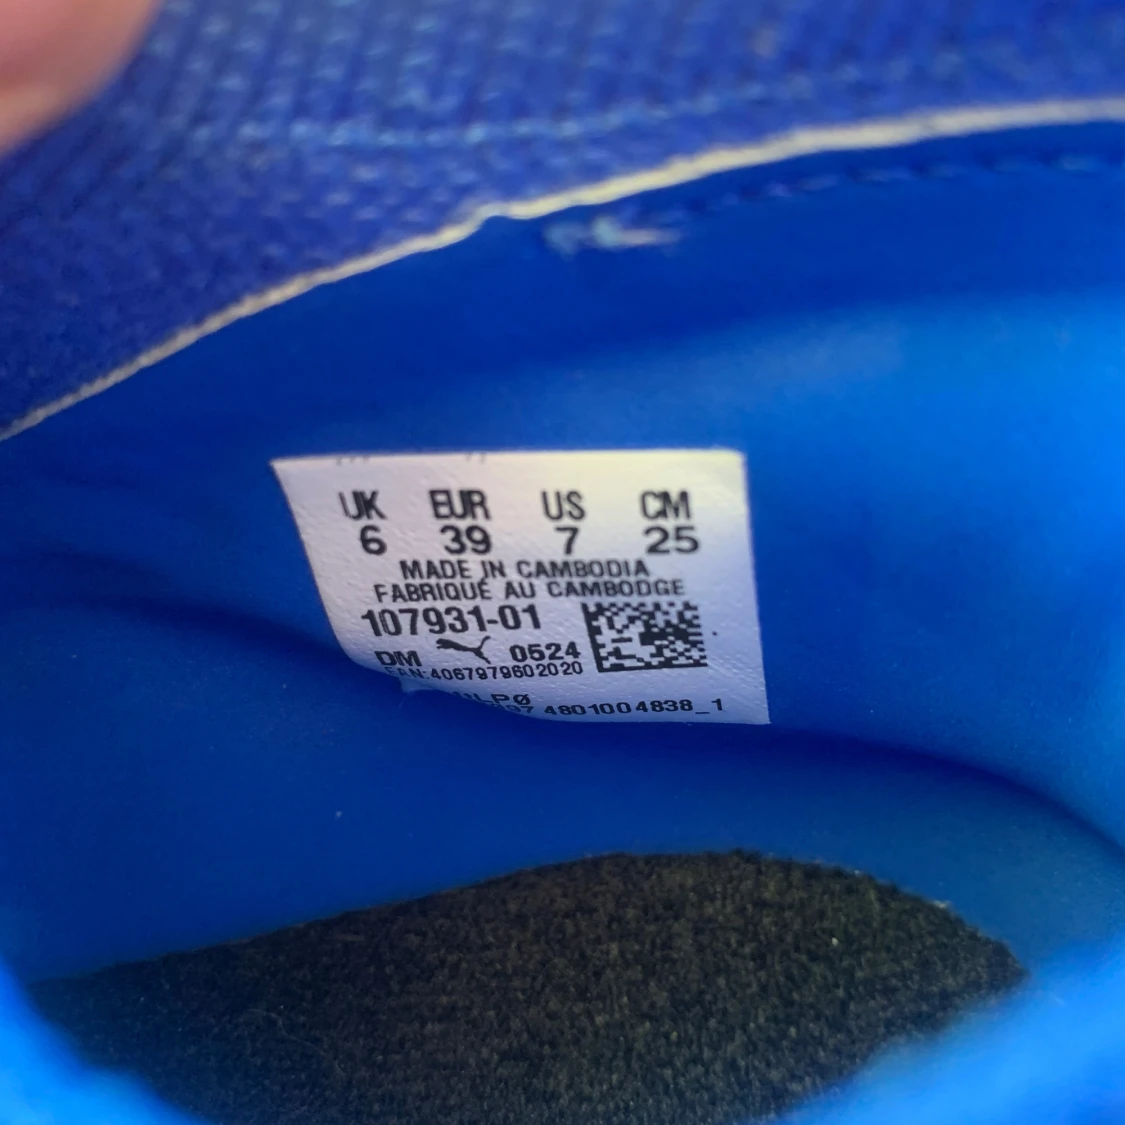 UK EUR US CM
6 39 7 25
MADE IN CAMBODIA
FABRIQUÉ AU CAMBODGE
107931-01
DM 0524
EAN:4067979602020
4801004838_1